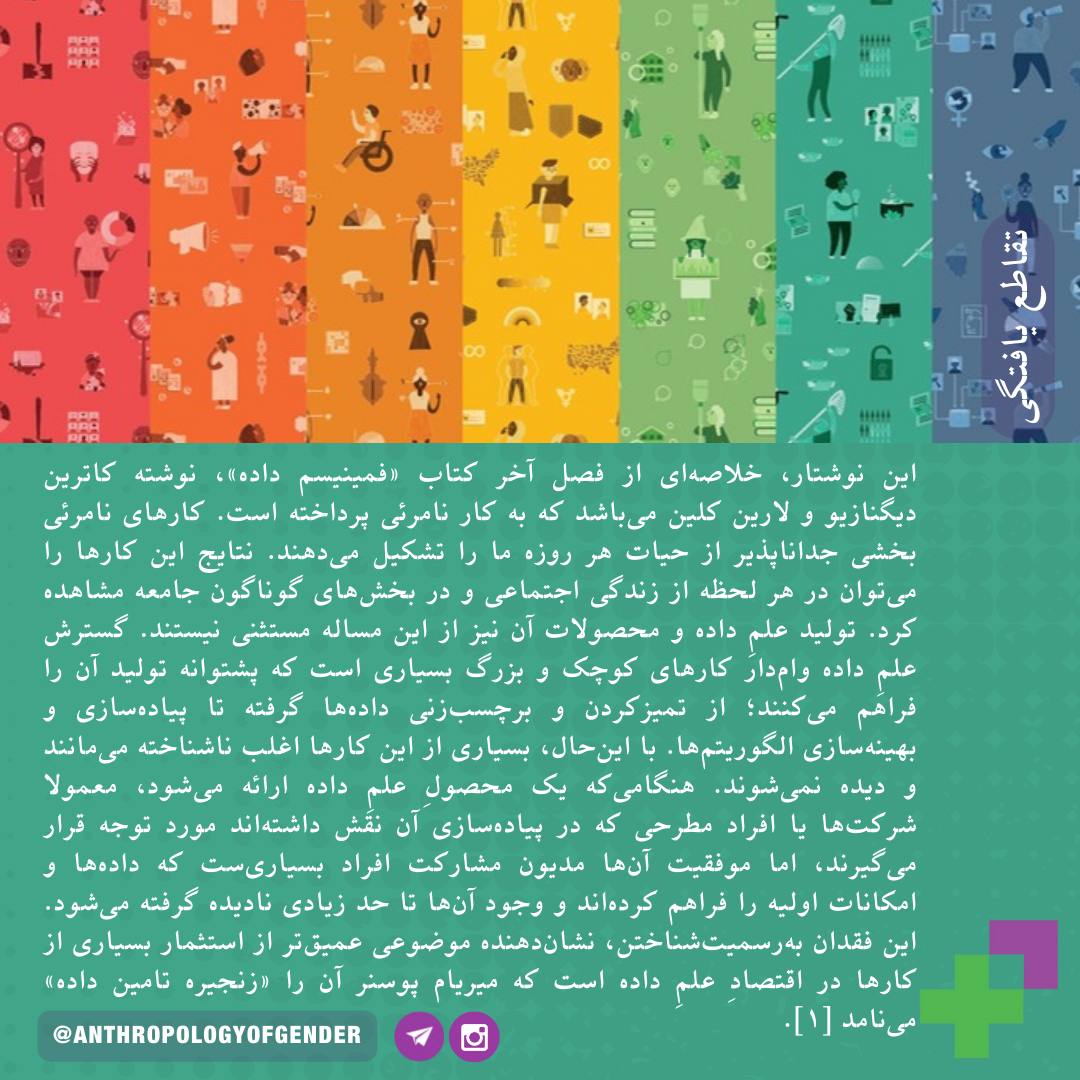 تقاطع یافتگی
این نوشتار، خلاصه‌ای از فصل آخر کتاب «فمینیسم داده»، نوشته کاترین
دیگنازیو و لارین کلین می‌باشد که به کار نامرئی پرداخته است. کارهای نامرئی
بخشی جداناپذیر از حیات هر روزه ما را تشکیل می‌دهند. نتایج این کارها را
می‌توان در هر لحظه از زندگی اجتماعی و در بخش‌های گوناگون جامعه مشاهده
کرد. تولید علمِ داده و محصولات آن نیز از این مساله مستثنی نیستند. گسترش
علمِ داده وام‌دار کارهای کوچک و بزرگ بسیاری است که پشتوانه تولید آن را
فراهم می‌کنند؛ از تمیزکردن و برچسب‌زنی داده‌ها گرفته تا پیاده‌سازی و
بهینه‌سازی الگوریتم‌ها. با این‌حال، بسیاری از این کارها اغلب ناشناخته می‌مانند
و دیده نمی‌شوند. هنگامی‌که یک محصولِ علمِ داده ارائه می‌شود، معمولا
شرکت‌ها یا افراد مطرحی که در پیاده‌سازی آن نقش داشته‌اند مورد توجه قرار
می‌گیرند، اما موفقیت آن‌ها مدیون مشارکت افراد بسیاری‌ست که داده‌ها و
امکانات اولیه را فراهم کرده‌اند و وجود آن‌ها تا حد زیادی نادیده گرفته می‌شود.
این فقدان به‌رسمیت‌شناختن، نشان‌دهنده موضوعی عمیق‌تر از استثمار بسیاری از
کارها در اقتصادِ علمِ داده است که میریام پوسنر آن را «زنجیره تامین داده»
می‌نامد [۱].
@ANTHROPOLOGYOFGENDER